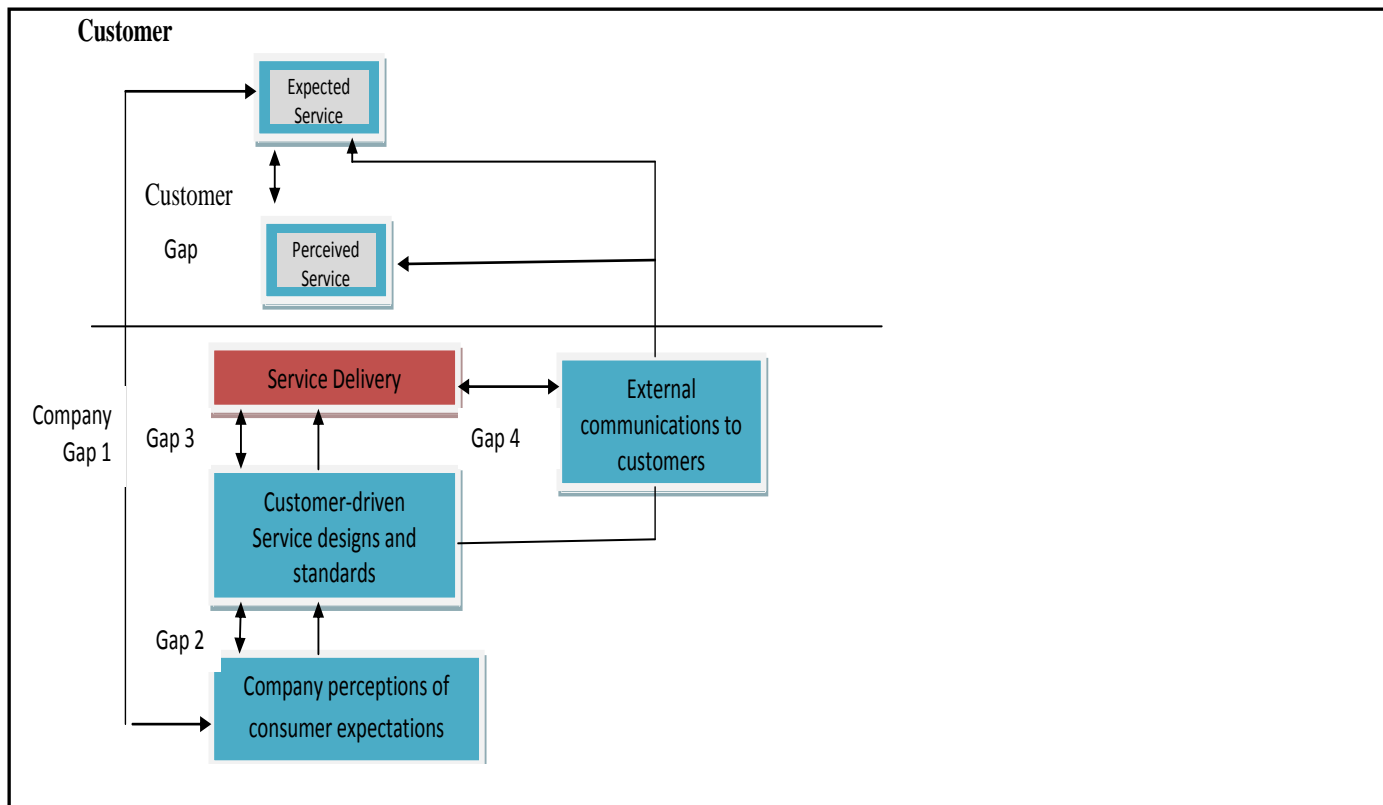 Customer
Expected
Service
Customer
Gap
Perceived
Service
Service Delivery
External
communications to
customers
Company
Gap 1
Gap 3
Gap 4
Customer-driven
Service designs and
standards
Gap 2
Company perceptions of
consumer expectations